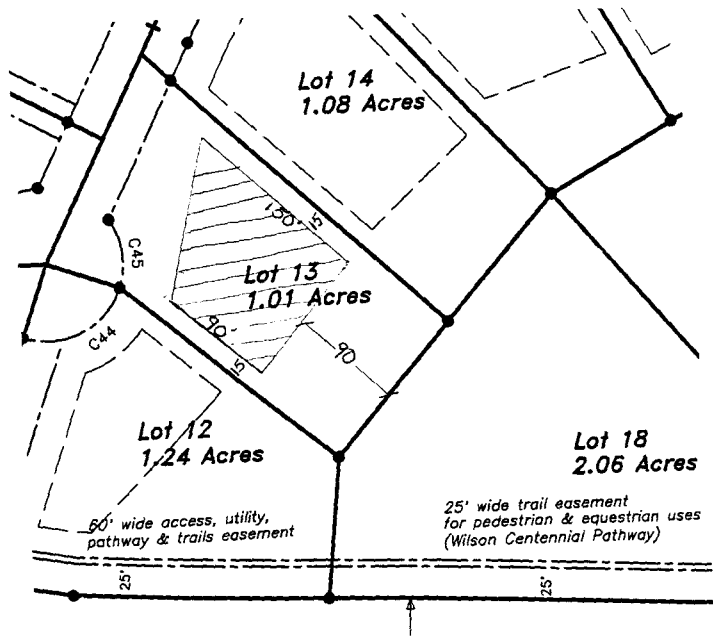 Lot 14
1.08 Acres
130'
15
C45
Lot 13
1.01 Acres
90'
15
90
C44
Lot 12
1.24 Acres
Lot 18
2.06 Acres
60' wide access, utility,
pathway & trails easement
25' wide trail easement
for pedestrian & equestrian uses
(Wilson Centennial Pathway)
25'
25'